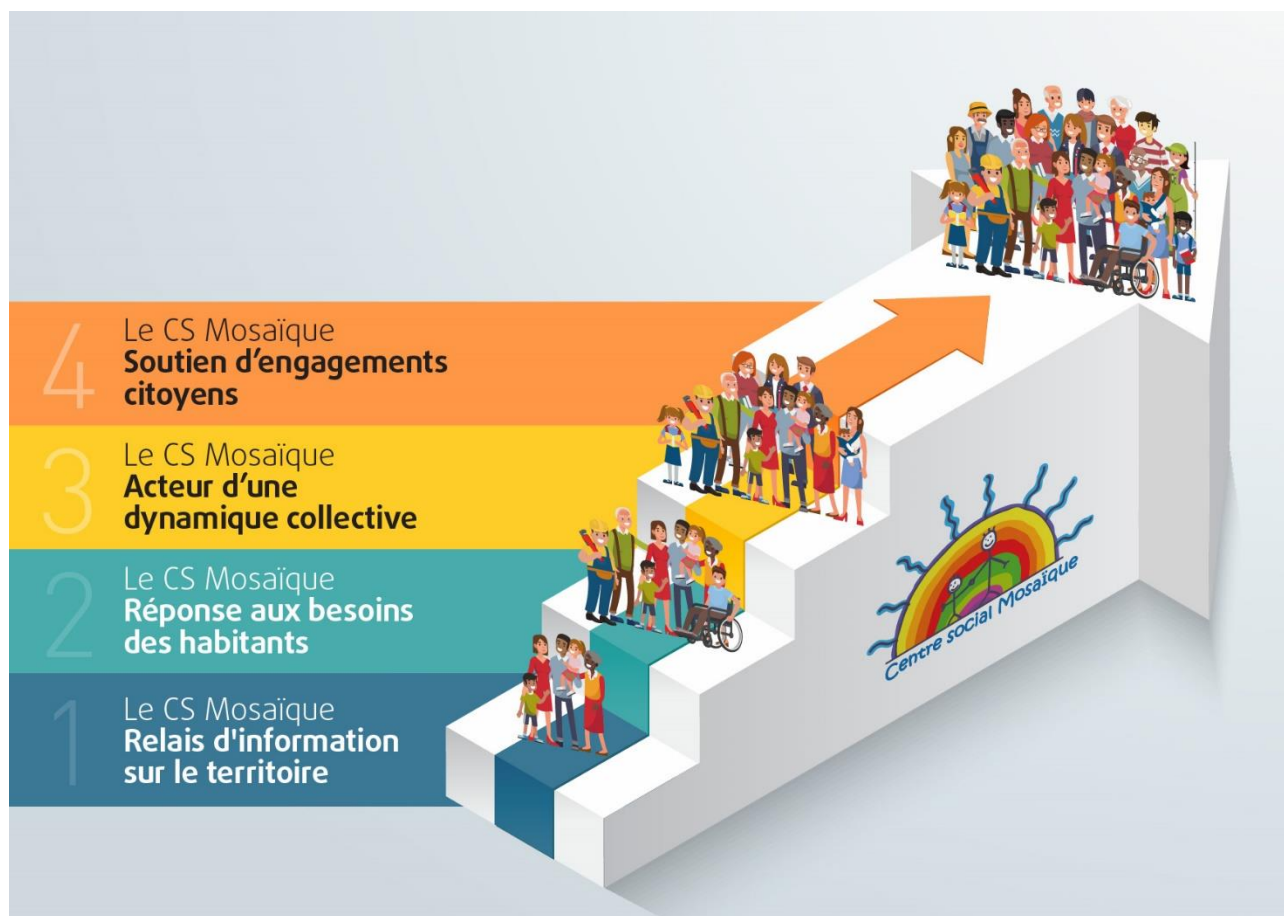 4
Le CS Mosaïque
Soutien d'engagements
citoyens
3
Le CS Mosaïque
Acteur d'une
dynamique collective
2
Le CS Mosaïque
Réponse aux besoins
des habitants
1
Le CS Mosaïque
Relais d'information
sur le territoire
Centre social Mosaïque